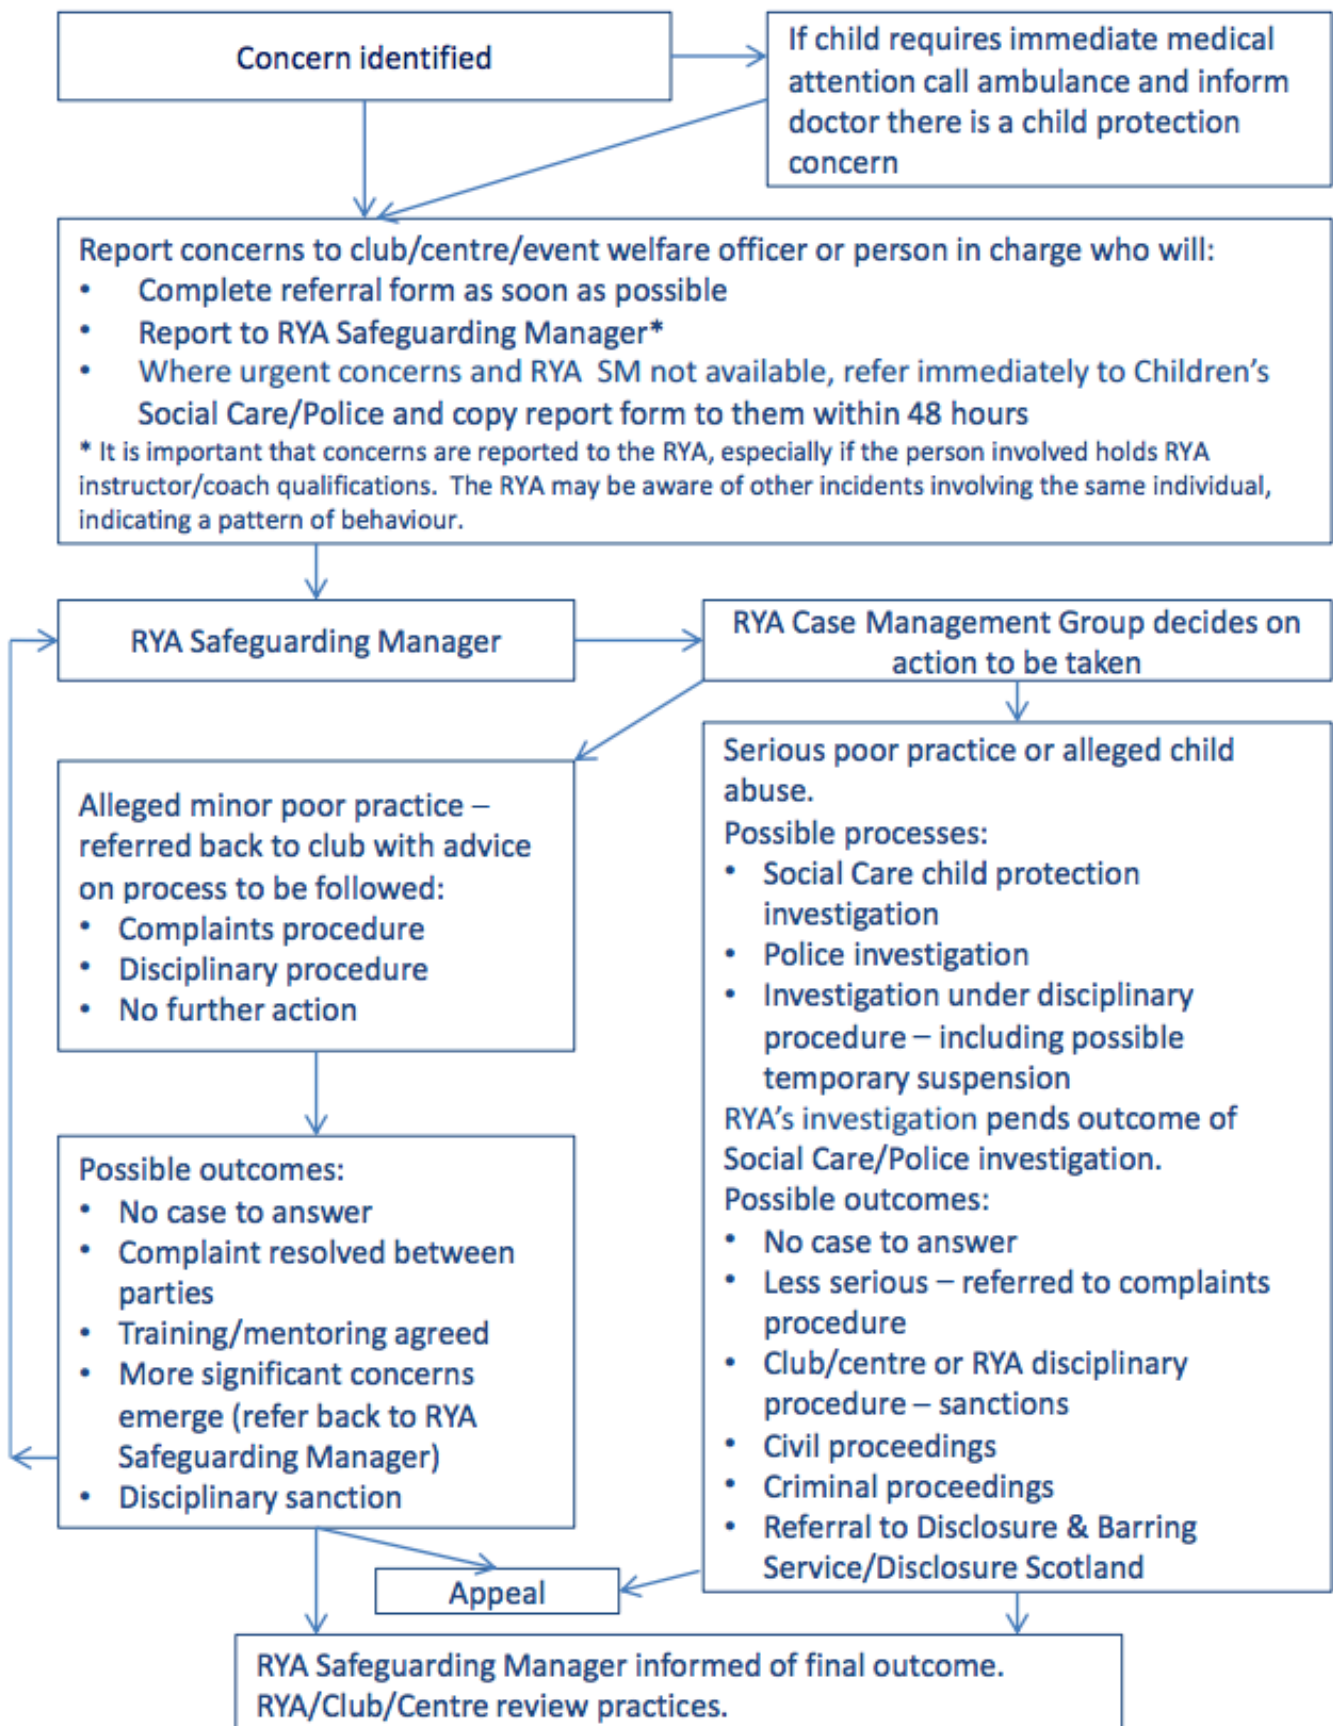 Concern identified
If child requires immediate medical
attention call ambulance and inform
doctor there is a child protection
concern
Report concerns to club/centre/event welfare officer or person in charge who will:
• Complete referral form as soon as possible
• Report to RYA Safeguarding Manager*
• Where urgent concerns and RYA  SM not available, refer immediately to Children’s
Social Care/Police and copy report form to them within 48 hours
* It is important that concerns are reported to the RYA, especially if the person involved holds RYA
instructor/coach qualifications.  The RYA may be aware of other incidents involving the same individual,
indicating a pattern of behaviour.
RYA Safeguarding Manager
RYA Case Management Group decides on
action to be taken
Alleged minor poor practice –
referred back to club with advice
on process to be followed:
• Complaints procedure
• Disciplinary procedure
• No further action
Serious poor practice or alleged child
abuse.
Possible processes:
• Social Care child protection
investigation
• Police investigation
• Investigation under disciplinary
procedure – including possible
temporary suspension
RYA’s investigation pends outcome of
Social Care/Police investigation.
Possible outcomes:
• No case to answer
• Less serious – referred to complaints
procedure
• Club/centre or RYA disciplinary
procedure – sanctions
• Civil proceedings
• Criminal proceedings
• Referral to Disclosure & Barring
Service/Disclosure Scotland
Possible outcomes:
• No case to answer
• Complaint resolved between
parties
• Training/mentoring agreed
• More significant concerns
emerge (refer back to RYA
Safeguarding Manager)
• Disciplinary sanction
Appeal
RYA Safeguarding Manager informed of final outcome.
RYA/Club/Centre review practices.